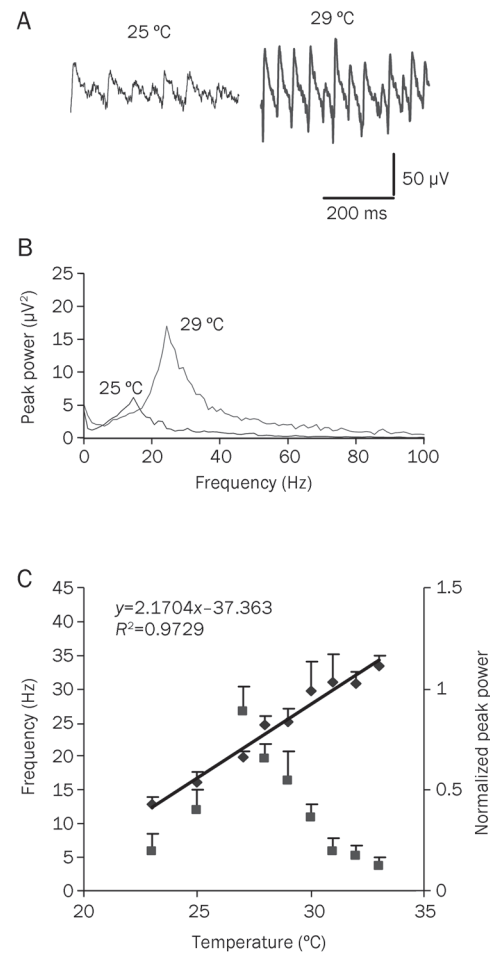 A
25 ºC
29 ºC
50 µV
200 ms
B
25
20
15
10
5
0
Peak power (µV²)
29 ºC
25 ºC
0
20
40
60
80
100
Frequency (Hz)
C
45
40
35
30
25
20
15
10
5
0
Frequency (Hz)
y=2.1704x–37.363
R²=0.9729
1.5
1
0.5
0
Normalized peak power
20
25
30
35
Temperature (ºC)